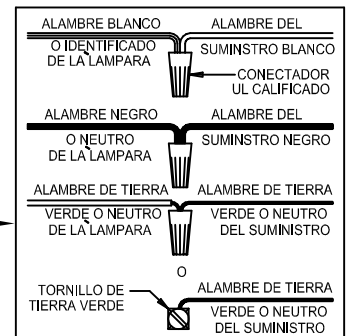 ALAMBRE BLANCO
O IDENTIFICADO
DE LA LAMPARA
ALAMBRE DEL
SUMINSTRO BLANCO
CONECTADOR
UL CALIFICADO
ALAMBRE NEGRO
O NEUTRO
DE LA LAMPARA
ALAMBRE DEL
SUMINSTRO NEGRO
ALAMBRE DE TIERRA
VERDE O NEUTRO
DE LA LAMPARA
ALAMBRE DE TIERRA
VERDE O NEUTRO
DEL SUMINISTRO
O
TORNILLO DE
TIERRA VERDE
ALAMBRE DE TIERRA
VERDE O NEUTRO
DEL SUMINISTRO